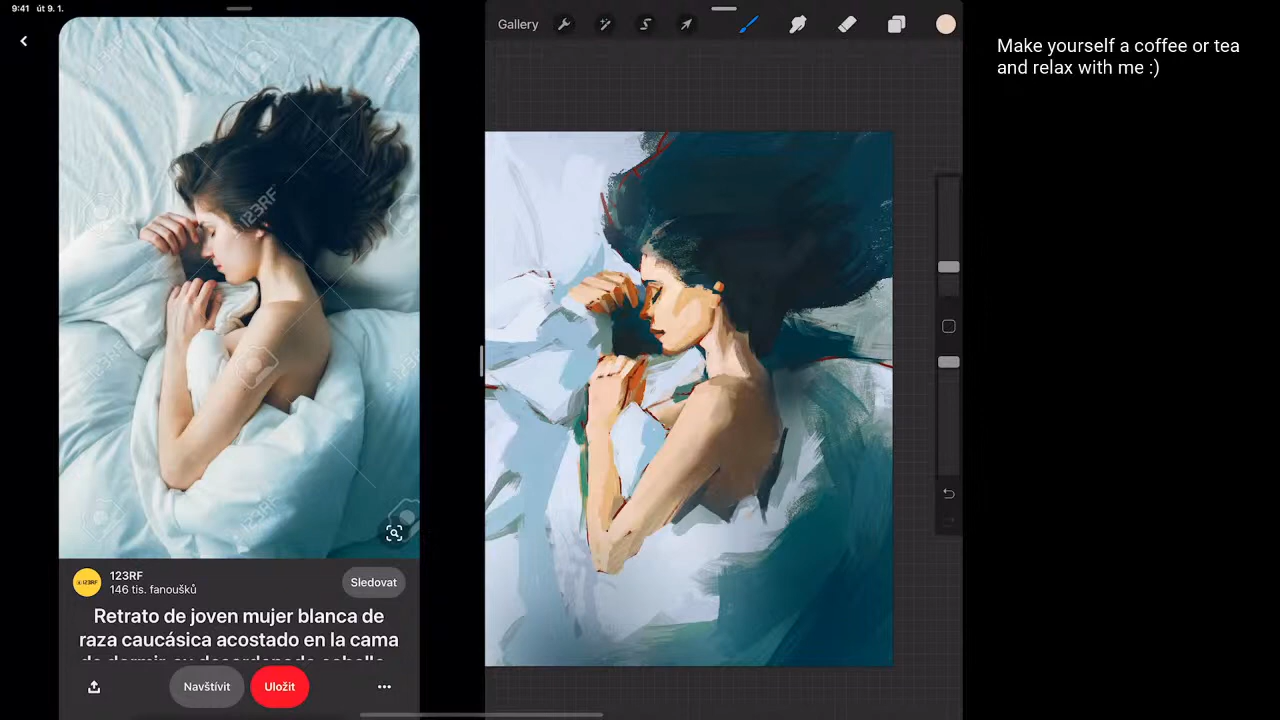 9:41 út 9. 1.
123RF
123RF
146 tis. fanoušků
Sledovat
Retrato de joven mujer blanca de
raza caucásica acostado en la cama
Navštívit
Uložit
Gallery
Make yourself a coffee or tea
and relax with me :)